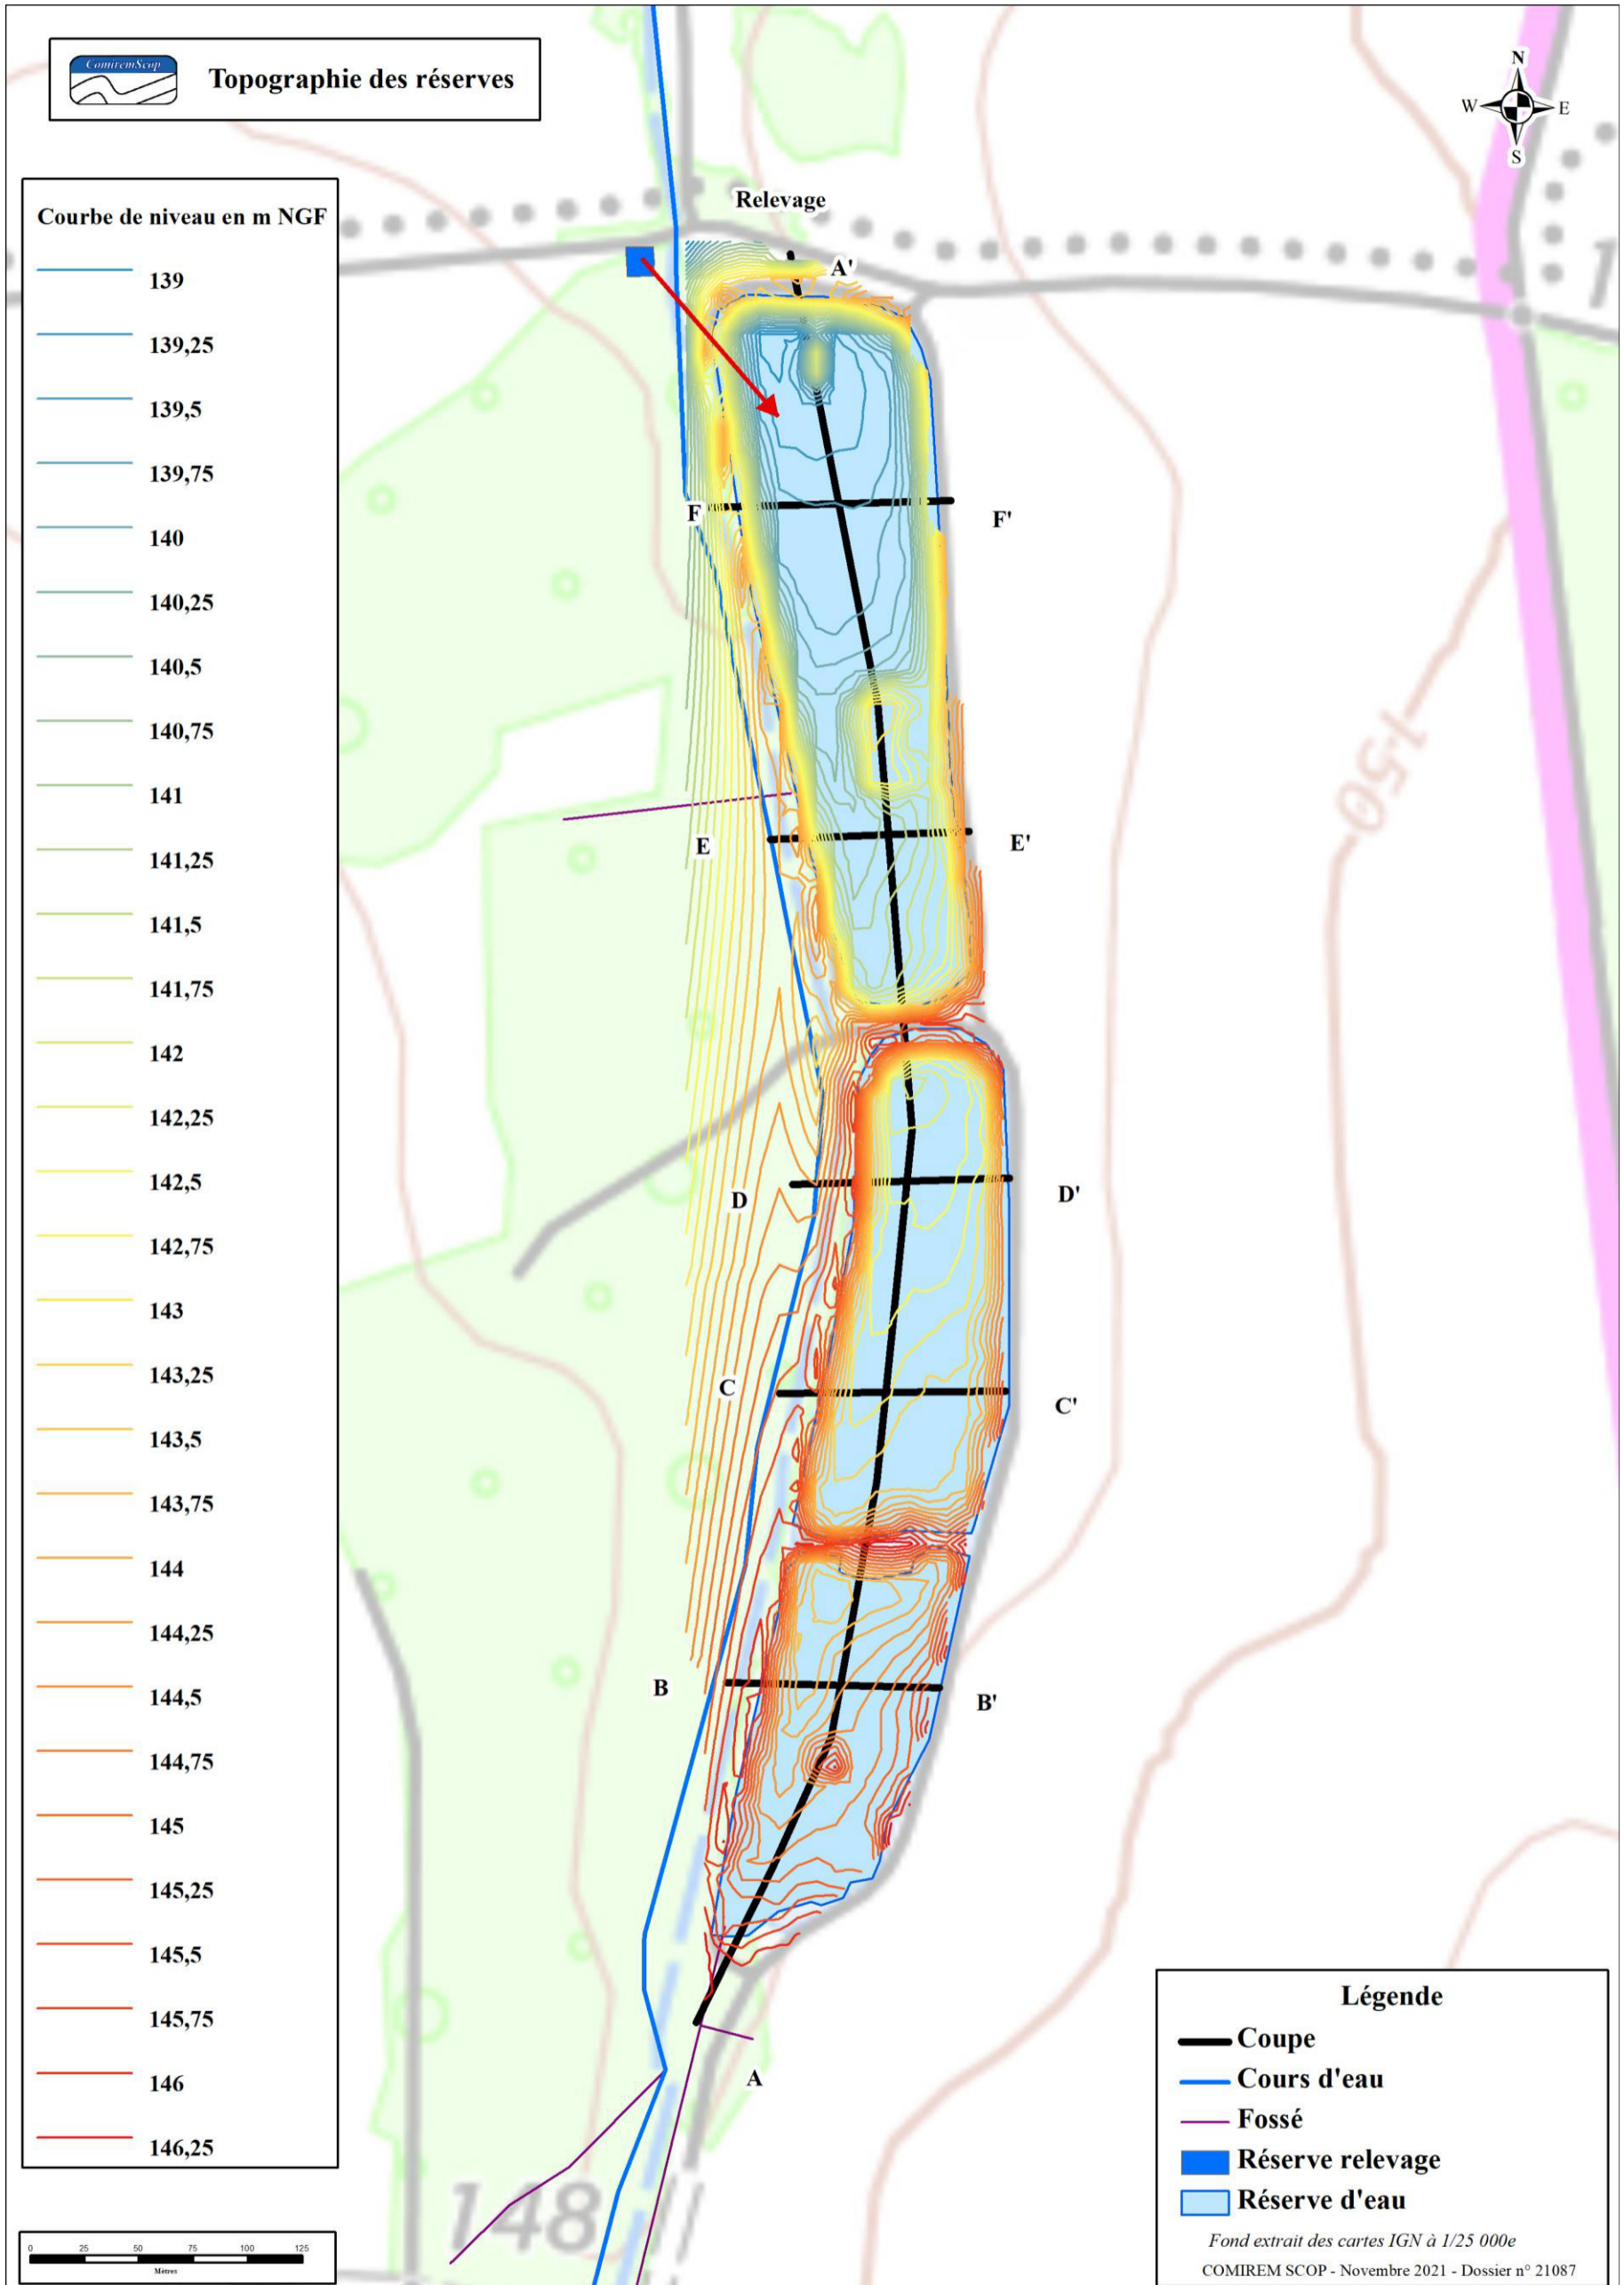 ComiremScop
Topographie des réserves
N
W E
S
Courbe de niveau en m NGF
139
139,25
139,5
139,75
140
140,25
140,5
140,75
141
141,25
141,5
141,75
142
142,25
142,5
142,75
143
143,25
143,5
143,75
144
144,25
144,5
144,75
145
145,25
145,5
145,75
146
146,25
Relevage
A'
F
F'
E
E'
150
D
D'
C
C'
B
B'
A
148
1
Légende
Coupe
Cours d'eau
Fossé
Réserve relevage
Réserve d'eau
Fond extrait des cartes IGN à 1/25 000e
COMIREM SCOP - Novembre 2021 - Dossier n° 21087
0 25 50 75 100 125
Mètres